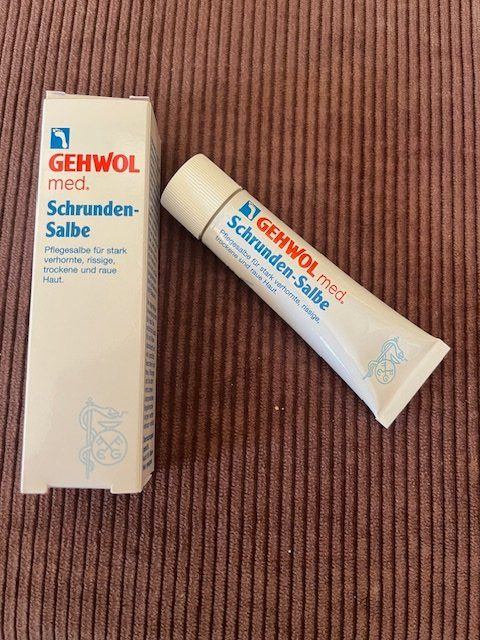 GEHWOL
med.
Schrunden-
Salbe
Pflegesalbe für stark
verhornte, rissige,
trockene und raue
Haut.
GEHWOL med.
Schrunden-Salbe
Pflegesalbe für stark verhornte, rissige,
trockene und raue Haut.